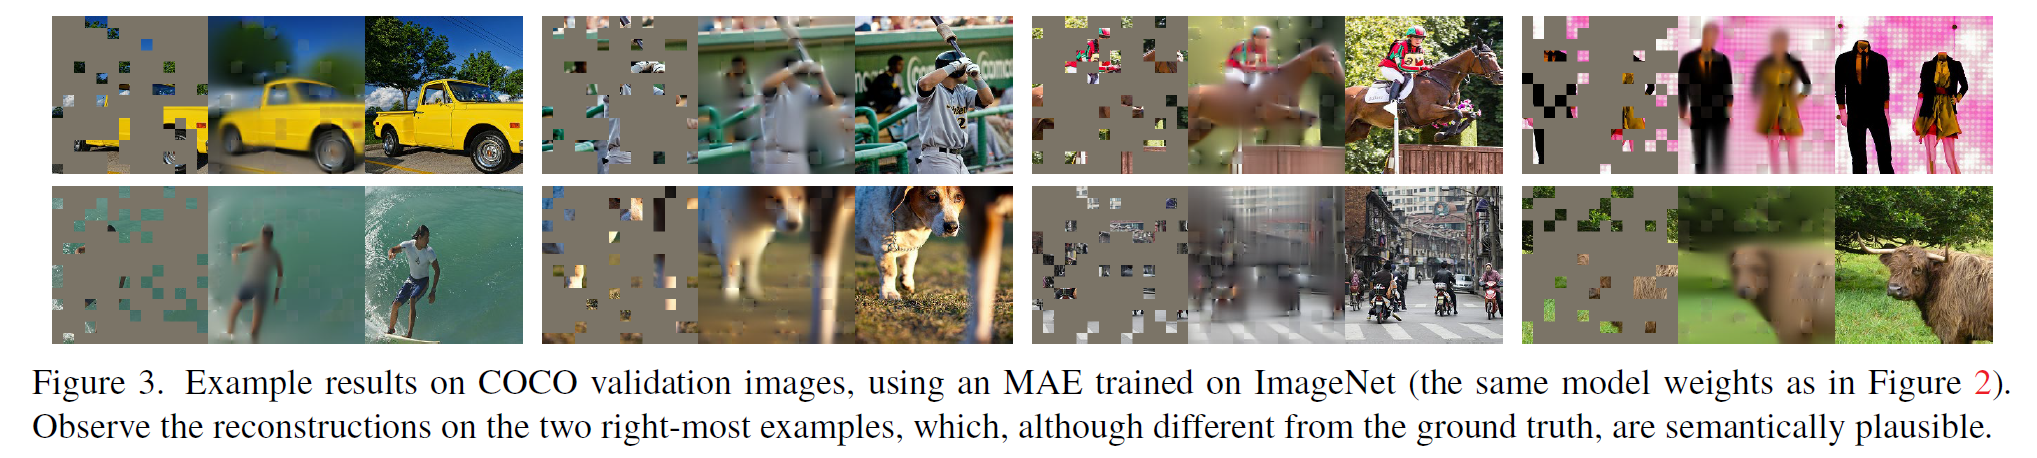 Figure 3. Example results on COCO validation images, using an MAE trained on ImageNet (the same model weights as in Figure 2).
Observe the reconstructions on the two right-most examples, which, although different from the ground truth, are semantically plausible.